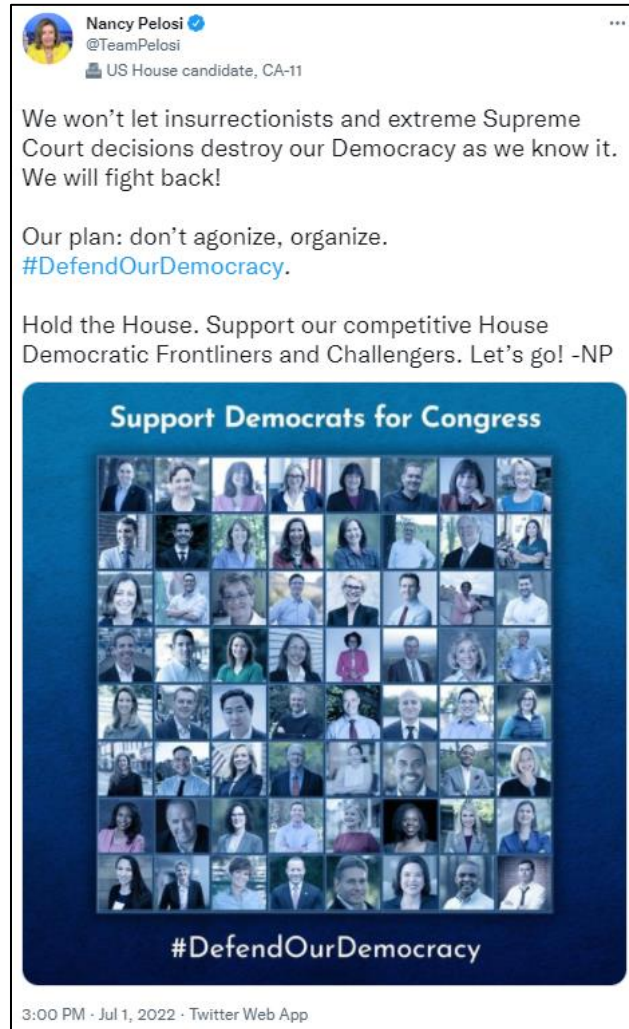 Nancy Pelosi
@TeamPelosi
US House candidate, CA-11
We won’t let insurrectionists and extreme Supreme
Court decisions destroy our Democracy as we know it.
We will fight back!
Our plan: don’t agonize, organize.
#DefendOurDemocracy.
Hold the House. Support our competitive House
Democratic Frontliners and Challengers. Let’s go! -NP
Support Democrats for Congress
#DefendOurDemocracy
3:00 PM · Jul 1, 2022 · Twitter Web App